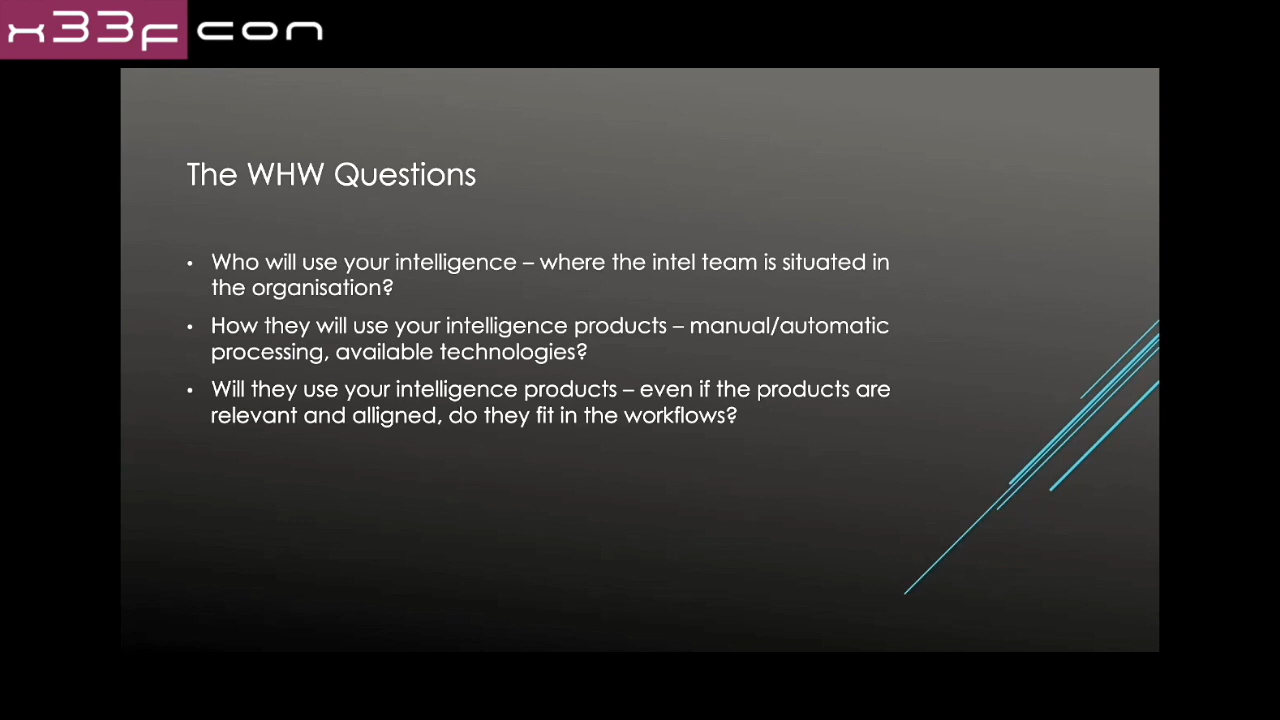 x33fcon
The WHW Questions
• Who will use your intelligence – where the intel team is situated in
the organisation?
• How they will use your intelligence products – manual/automatic
processing, available technologies?
• Will they use your intelligence products – even if the products are
relevant and alligned, do they fit in the workflows?